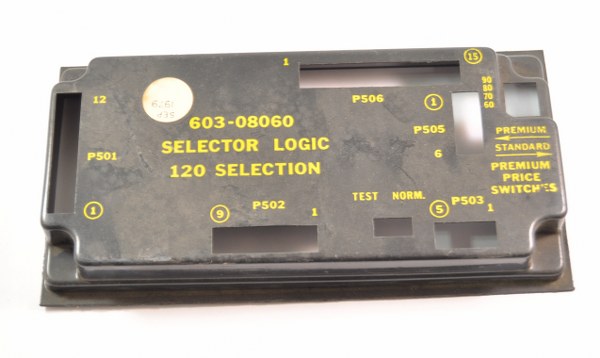 1
15
90
80
70
60
12
P506
1
603-08060
P505
PREMIUM
STANDARD
SELECTOR LOGIC
P501
6
120 SELECTION
PREMIUM
PRICE
SWITCHES
TEST NORM.
P502
P503
1
9
1
5
1